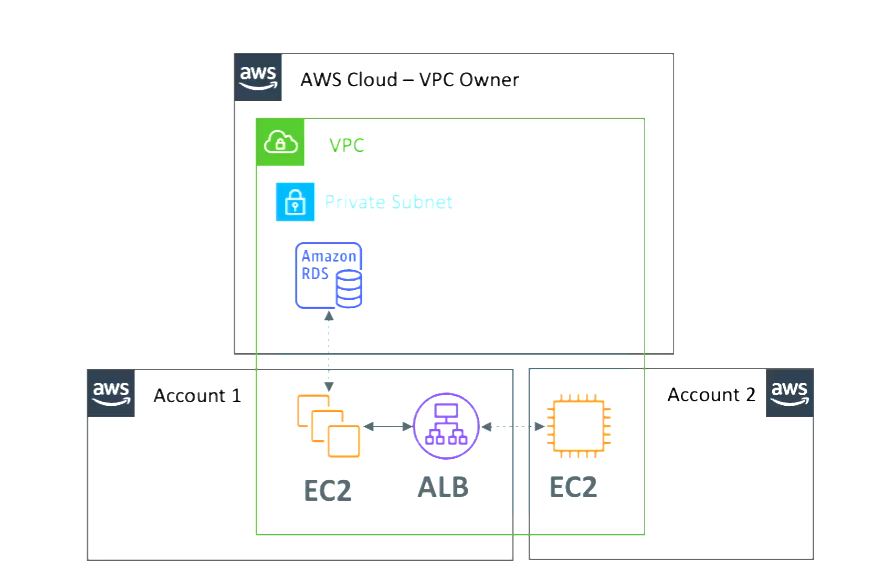 aws
AWS Cloud – VPC Owner
VPC
Private Subnet
Amazon
RDS
aws
Account 1
Account 2
aws
EC2
ALB
EC2